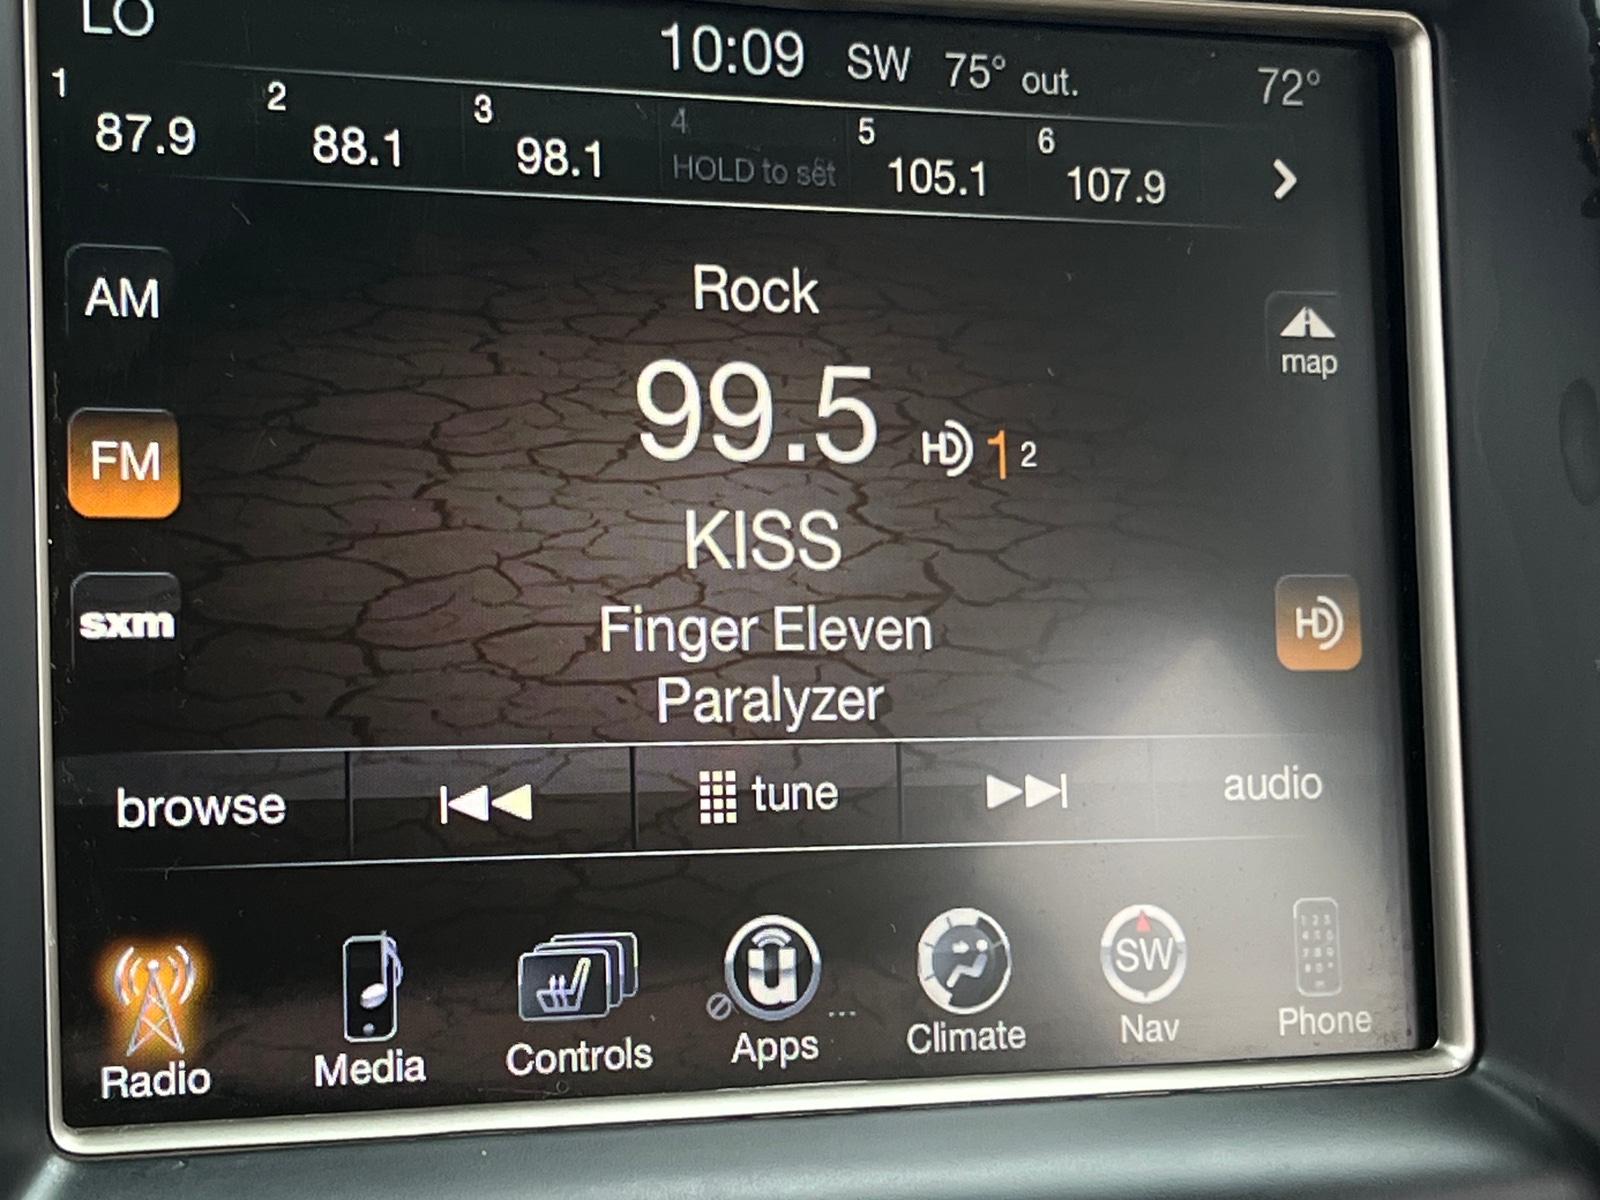 LO 10:09 SW 75° out. 72°
1 87.9 2 88.1 3 98.1 4 HOLD to set 5 105.1 6 107.9
AM
Rock
map
99.5 HD 1 2
FM
KISS
sxm
Finger Eleven
HD
Paralyzer
browse tune audio
u SW
Radio Media Controls Apps ... Climate Nav Phone